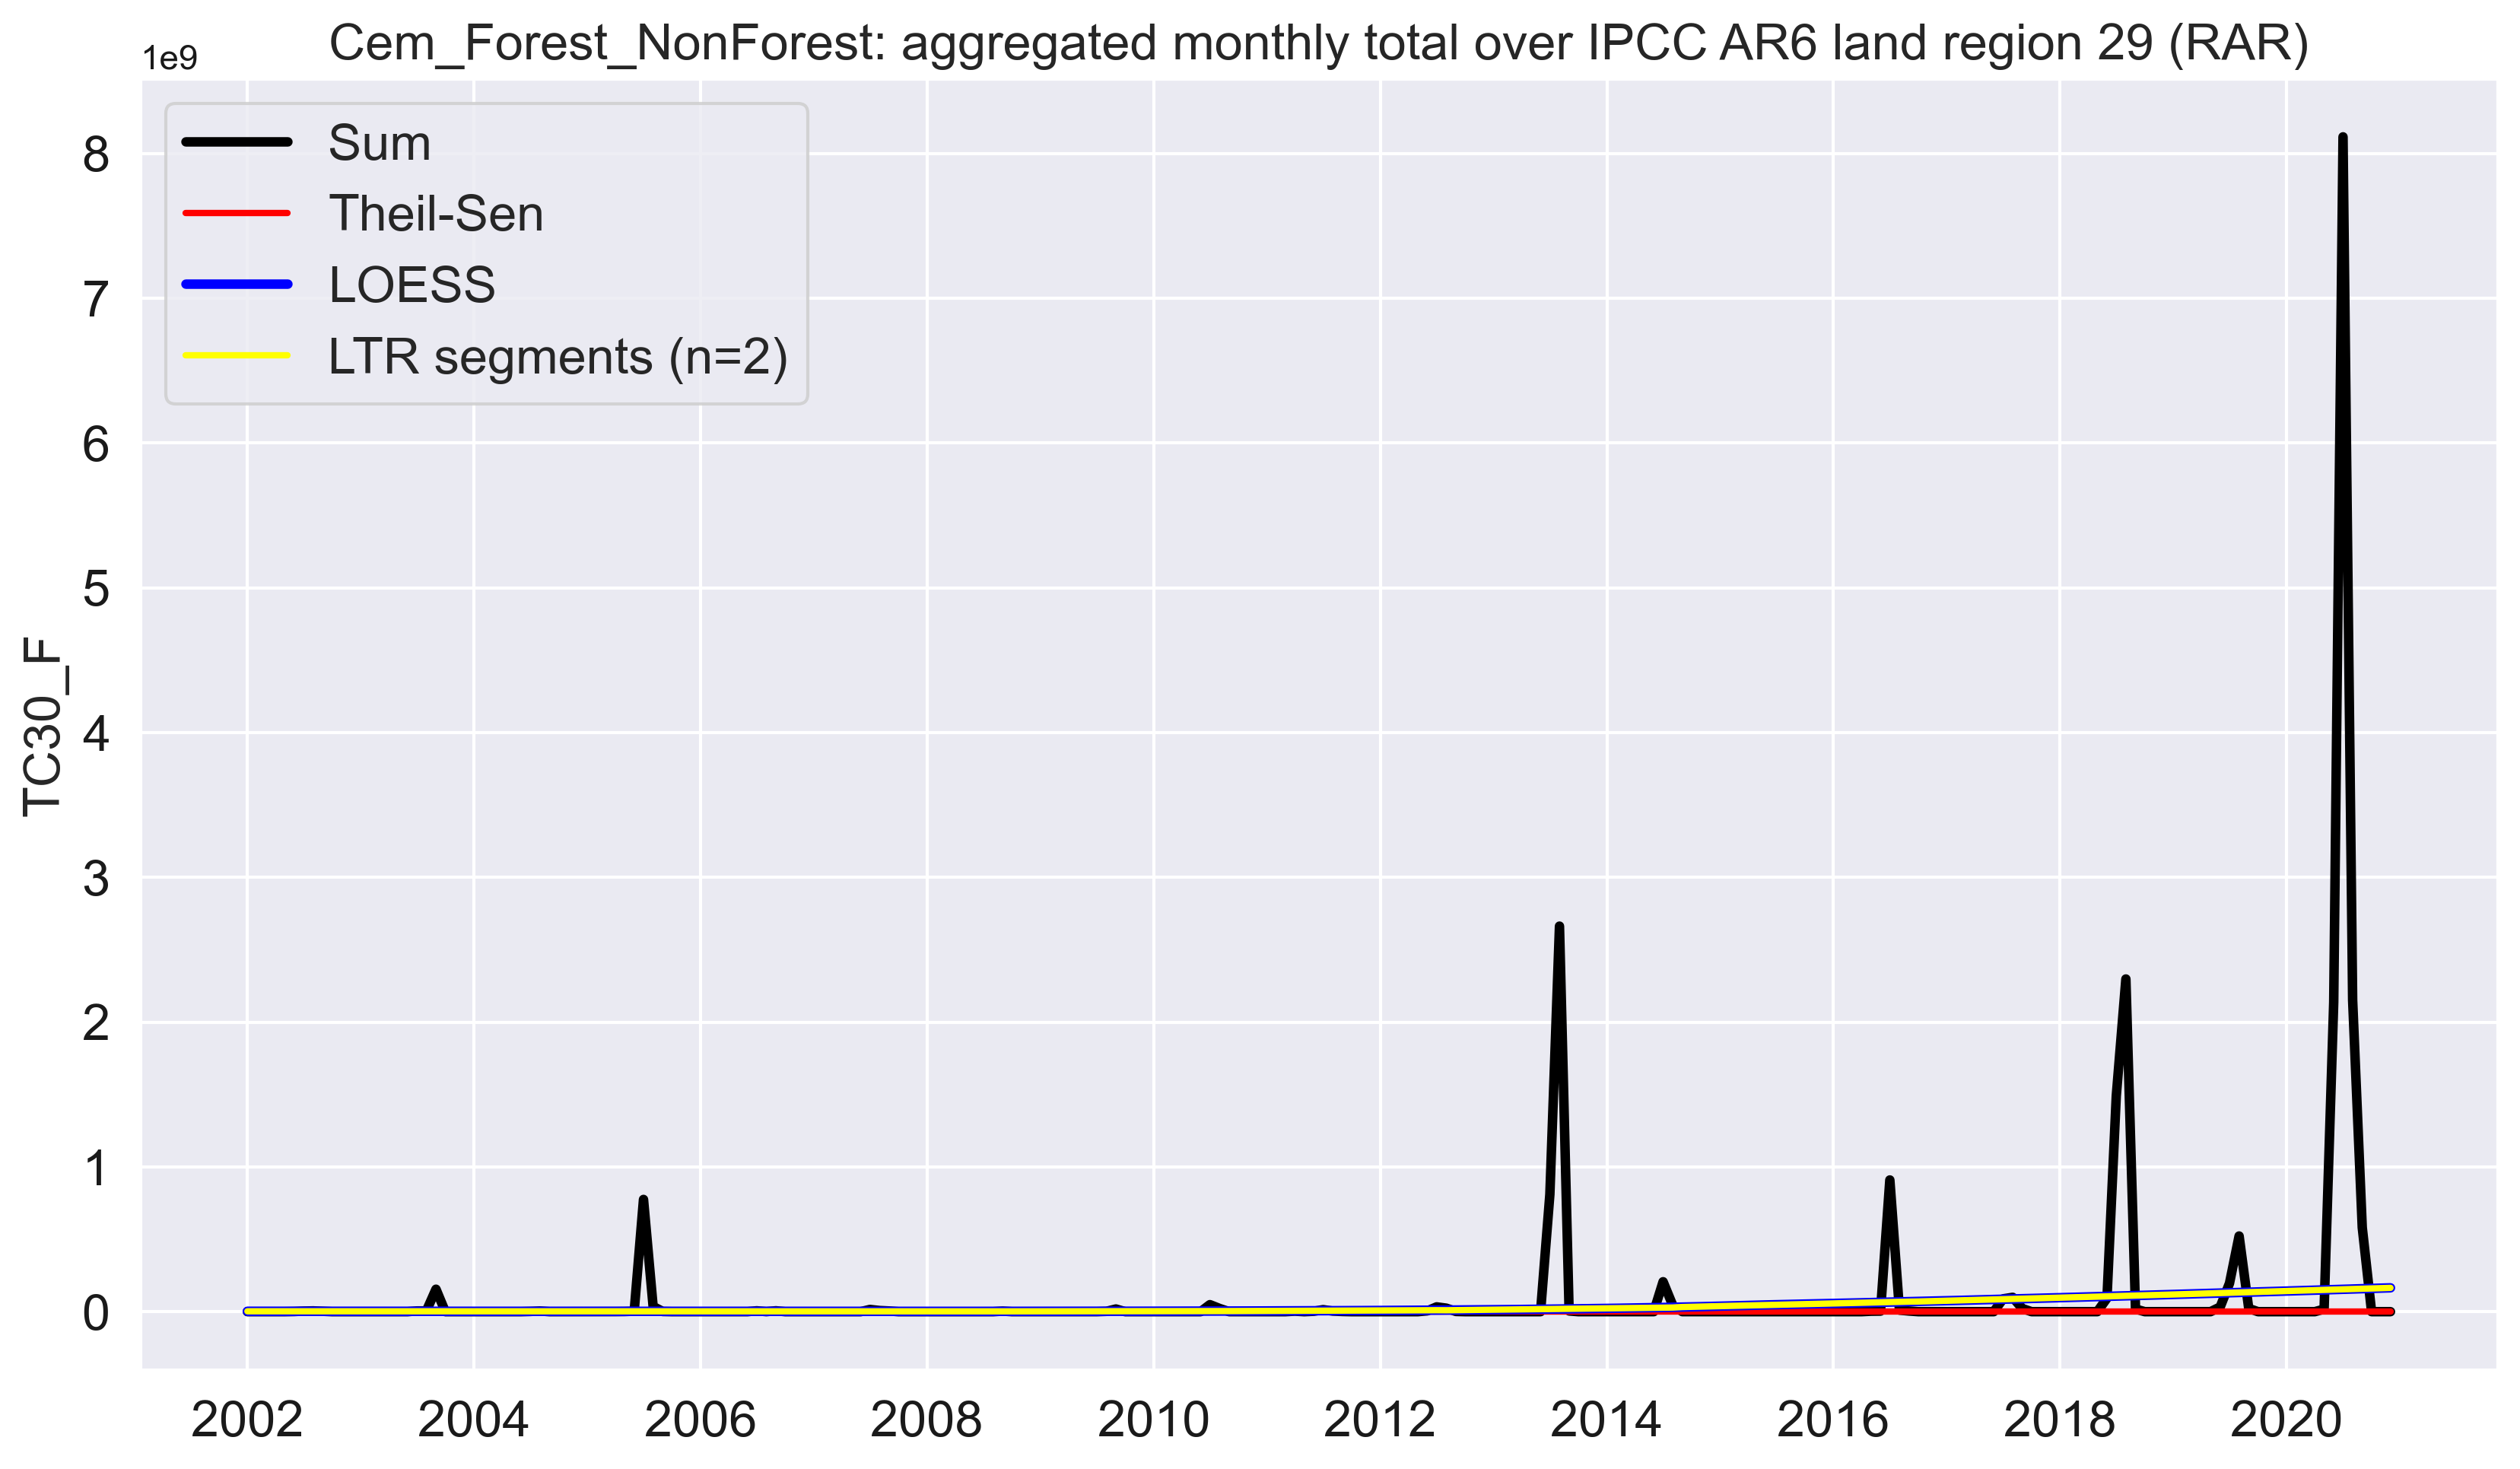 Cem_Forest_NonForest: aggregated monthly total over IPCC AR6 land region 29 (RAR)
1e9
Sum
Theil-Sen
LOESS
LTR segments (n=2)
8
7
6
5
4
3
2
1
0
TC30_F
2002 2004 2006 2008 2010 2012 2014 2016 2018 2020